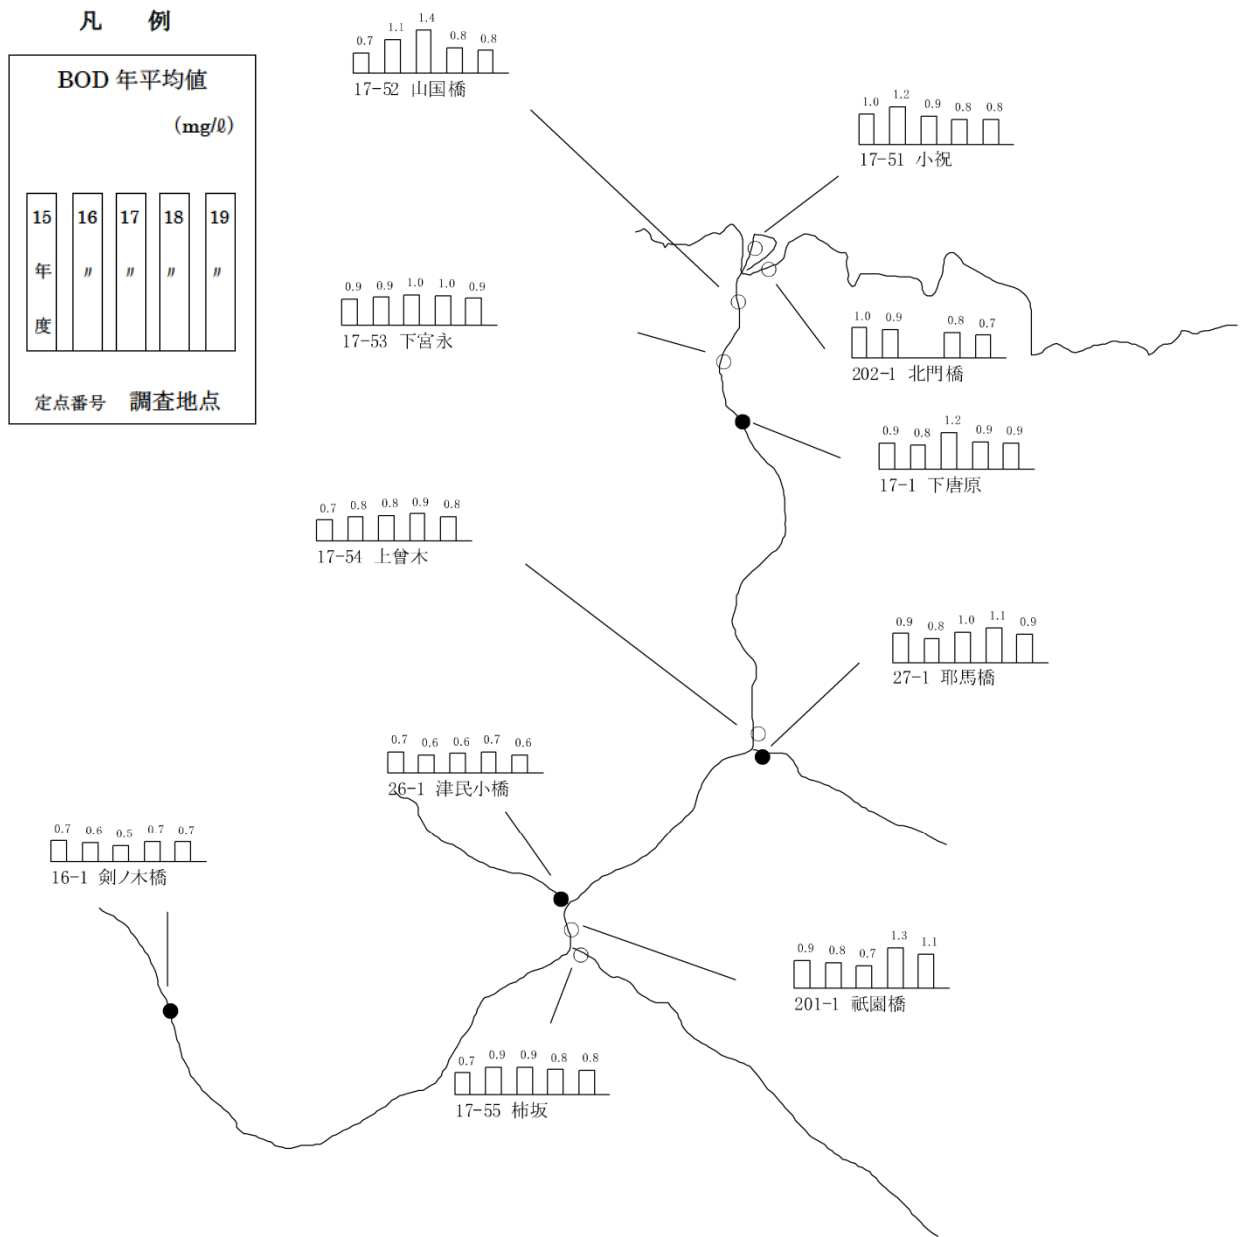 凡 例
BOD 年平均値
(mg/ℓ)
15 16 17 18 19
年 〃 〃 〃 〃
度
定点番号 調査地点
0.7 1.1 1.4 0.8 0.8
17-52 山国橋
1.0 1.2 0.9 0.8 0.8
17-51 小祝
0.9 0.9 1.0 1.0 0.9
17-53 下宮永
1.0 0.9 0.8 0.7
202-1 北門橋
0.9 0.8 1.2 0.9 0.9
17-1 下唐原
0.7 0.8 0.8 0.9 0.8
17-54 上曾木
0.9 0.8 1.0 1.1 0.9
27-1 耶馬橋
0.7 0.6 0.6 0.7 0.6
26-1 津民小橋
0.7 0.6 0.5 0.7 0.7
16-1 剣ノ木橋
0.9 0.8 0.7 1.3 1.1
201-1 祇園橋
0.7 0.9 0.9 0.8 0.8
17-55 柿坂